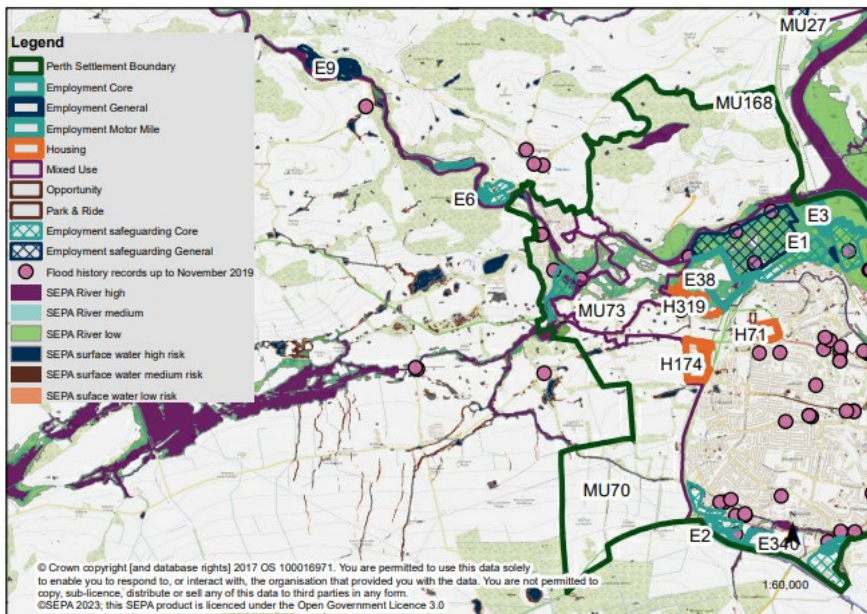 Legend
Perth Settlement Boundary
Employment Core
Employment General
Employment Motor Mile
Housing
Mixed Use
Opportunity
Park & Ride
Employment safeguarding Core
Employment safeguarding General
Flood history records up to November 2019
SEPA River high
SEPA River medium
SEPA River low
SEPA surface water high risk
SEPA surface water medium risk
SEPA suface water low risk
MU27
E9
MU168
E6
E3
E1
E38
MU73
H319
H71
H174
MU70
E2
E340
1:60,000
© Crown copyright [and database rights] 2017 OS 100016971. You are permitted to use this data solely
to enable you to respond to, or interact with, the organisation that provided you with the data. You are not permitted to
copy, sub-licence, distribute or sell any of this data to third parties in any form.
©SEPA 2023; this SEPA product is licenced under the Open Government Licence 3.0